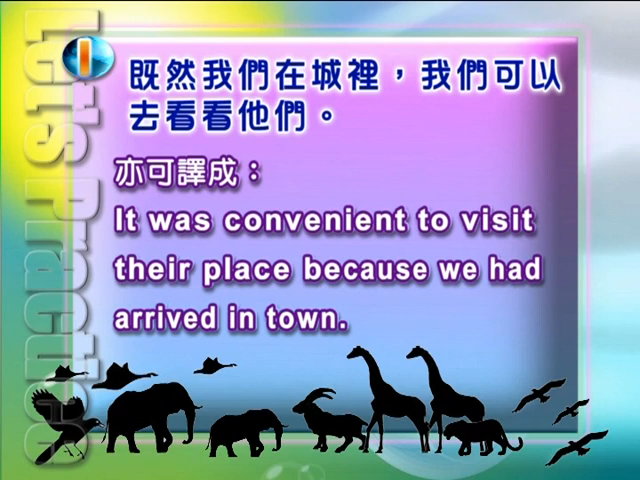 Let's Practice
1
既然我們在城裡，我們可以
去看看他們。
亦可譯成：
It was convenient to visit
their place because we had
arrived in town.